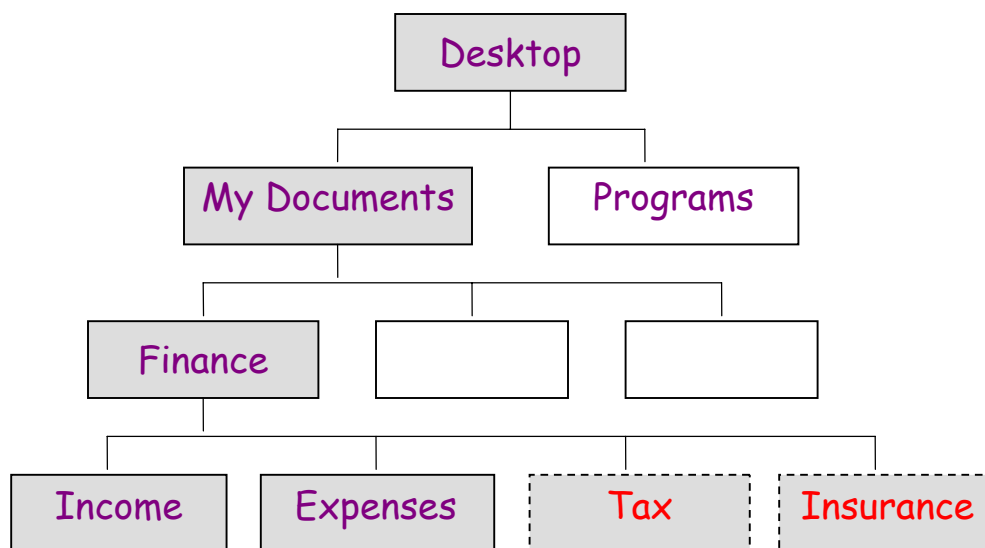 Desktop
My Documents
Programs
Finance
Income
Expenses
Tax
Insurance